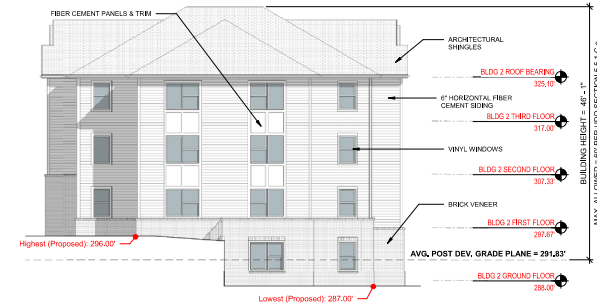 FIBER CEMENT PANELS & TRIM
ARCHITECTURAL
SHINGLES
BLDG 2 ROOF BEARING
325.10'
6" HORIZONTAL FIBER
CEMENT SIDING
BLDG 2 THIRD FLOOR
317.00'
VINYL WINDOWS
BLDG 2 SECOND FLOOR
307.33'
BRICK VENEER
BLDG 2 FIRST FLOOR
297.67'
Highest (Proposed): 296.00'
AVG. POST DEV. GRADE PLANE = 291.83'
BLDG 2 GROUND FLOOR
288.00'
Lowest (Proposed): 287.00'
BUILDING HEIGHT = 46' - 1"